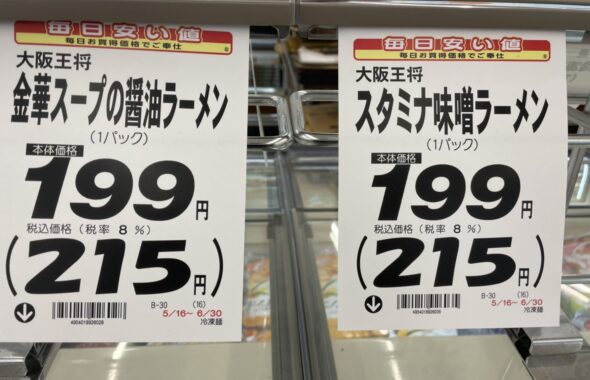 毎日安い値
毎日お買得価格でご奉仕
大阪王将
金華スープの醤油ラーメン
(1パック)
本体価格
199円
税込価格(税率 8%)
(215円)
B-30 (16)
5/16~6/30
冷凍麺
毎日安い値
毎日お買得価格でご奉仕
大阪王将
スタミナ味噌ラーメン
(1パック)
本体価格
199円
税込価格(税率 8%)
(215円)
B-30 (16)
5/16~6/30
冷凍麺